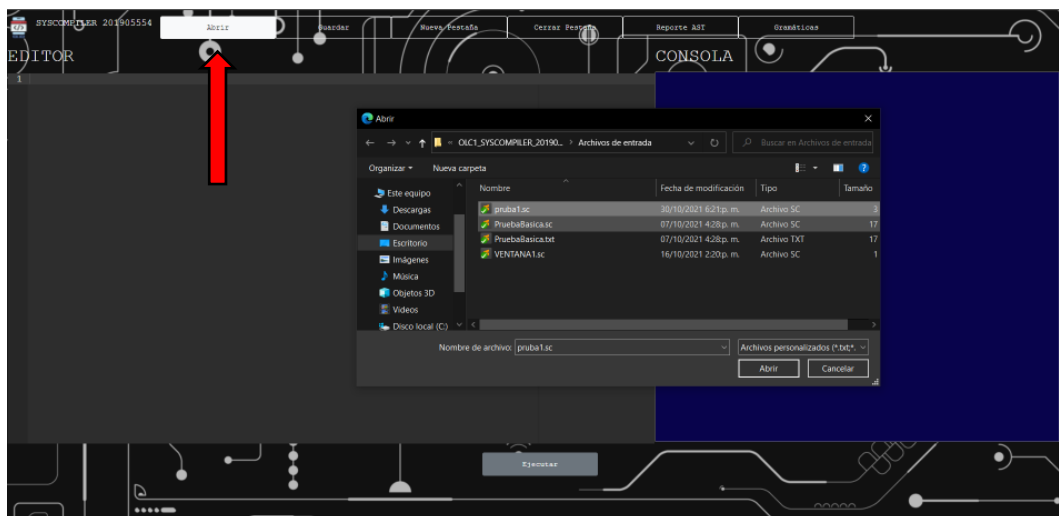 SYSCOMPILER 201905554 Abrir Guardar Nueva Pestaña Cerrar Pestaña Reporte AST Gramáticas
EDITOR CONSOLA
1
Abrir
OLC1_SYSCOMPILER_20190... > Archivos de entrada Buscar en Archivos de entrada
Organizar Nueva carpeta
Este equipo Nombre Fecha de modificación Tipo Tamaño
Descargas pruba1.sc 30/10/2021 6:21 p. m. Archivo SC 3
Documentos PruebaBasica.sc 07/10/2021 4:28 p. m. Archivo SC 17
Escritorio PruebaBasica.txt 07/10/2021 4:28 p. m. Archivo TXT 17
Imágenes VENTANA1.sc 16/10/2021 2:20 p. m. Archivo SC 1
Música
Objetos 3D
Videos
Disco local (C:)
Nombre de archivo: pruba1.sc Archivos personalizados (*.txt;*.
Abrir Cancelar
Ejecutar